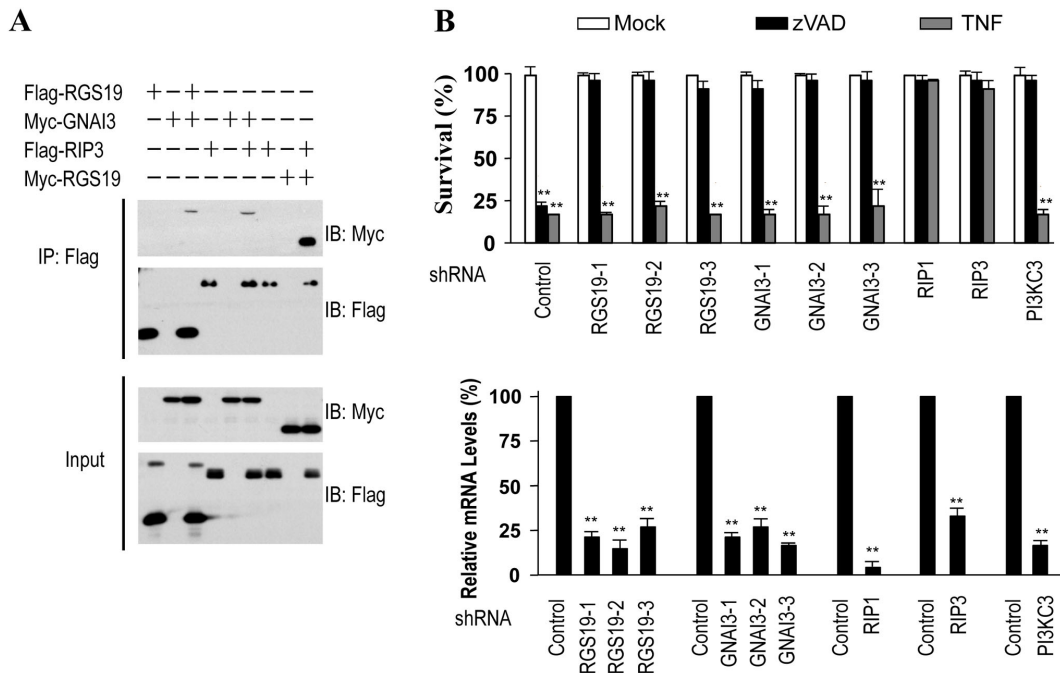 A
Flag-RGS19 + — + — — — — — —
Myc-GNAI3 — + + — + + — — —
Flag-RIP3 — — — + — + + — +
Myc-RGS19 — — — — — — — + +
IP: Flag
IB: Myc
IB: Flag
Input
IB: Myc
IB: Flag
B
Mock zVAD TNF
Survival (%)
100
75
50
25
0
** ** ** ** ** ** ** ** **
shRNA
Control RGS19-1 RGS19-2 RGS19-3 GNAI3-1 GNAI3-2 GNAI3-3 RIP1 RIP3 PI3KC3
Relative mRNA Levels (%)
100
75
50
25
0
** ** ** ** ** ** ** ** **
shRNA
Control RGS19-1 RGS19-2 RGS19-3 Control GNAI3-1 GNAI3-2 GNAI3-3 Control RIP1 Control RIP3 Control PI3KC3